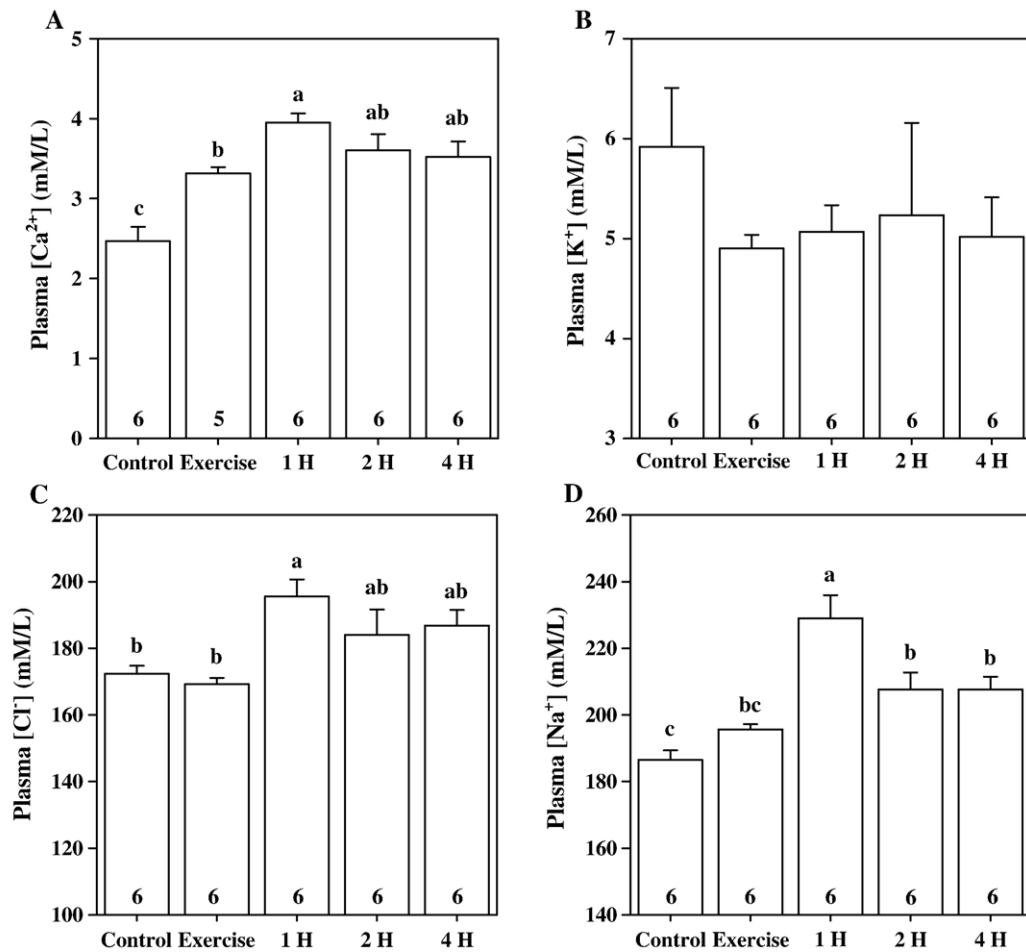 A
Plasma [Ca²⁺] (mM/L)
5
4
3
2
1
0
c
b
a
ab
ab
6 5 6 6 6
Control Exercise 1 H 2 H 4 H
B
Plasma [K⁺] (mM/L)
7
6
5
4
3
6 6 6 6 6
Control Exercise 1 H 2 H 4 H
C
Plasma [Cl⁻] (mM/L)
220
200
180
160
140
120
100
b
b
a
ab
ab
6 6 6 6 6
Control Exercise 1 H 2 H 4 H
D
Plasma [Na⁺] (mM/L)
260
240
220
200
180
160
140
c
bc
a
b
b
6 6 6 6 6
Control Exercise 1 H 2 H 4 H